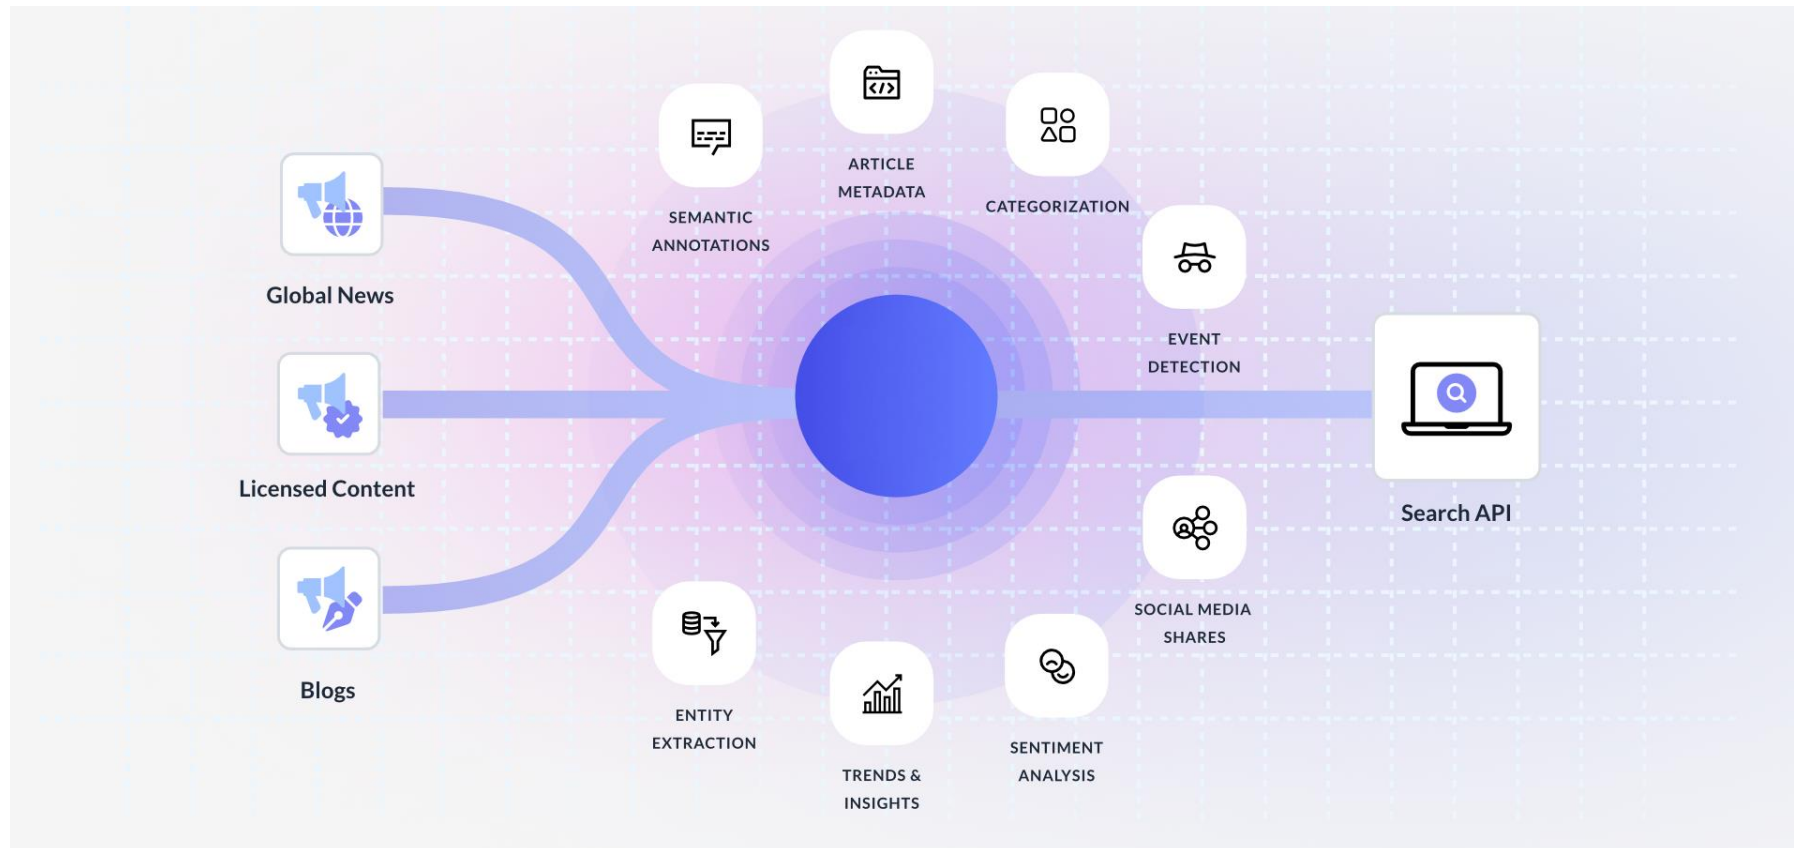 ARTICLE
METADATA
CATEGORIZATION
SEMANTIC
ANNOTATIONS
Global News
EVENT
DETECTION
Licensed Content
Search API
SOCIAL MEDIA
SHARES
Blogs
ENTITY
EXTRACTION
SENTIMENT
ANALYSIS
TRENDS &
INSIGHTS